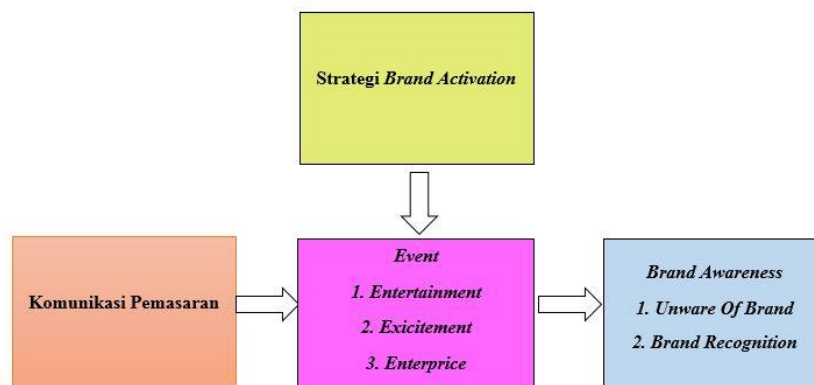 Strategi Brand Activation
Komunikasi Pemasaran
Event
1. Entertainment
2. Exicitement
3. Enterprice
Brand Awareness
1. Unware Of Brand
2. Brand Recognition